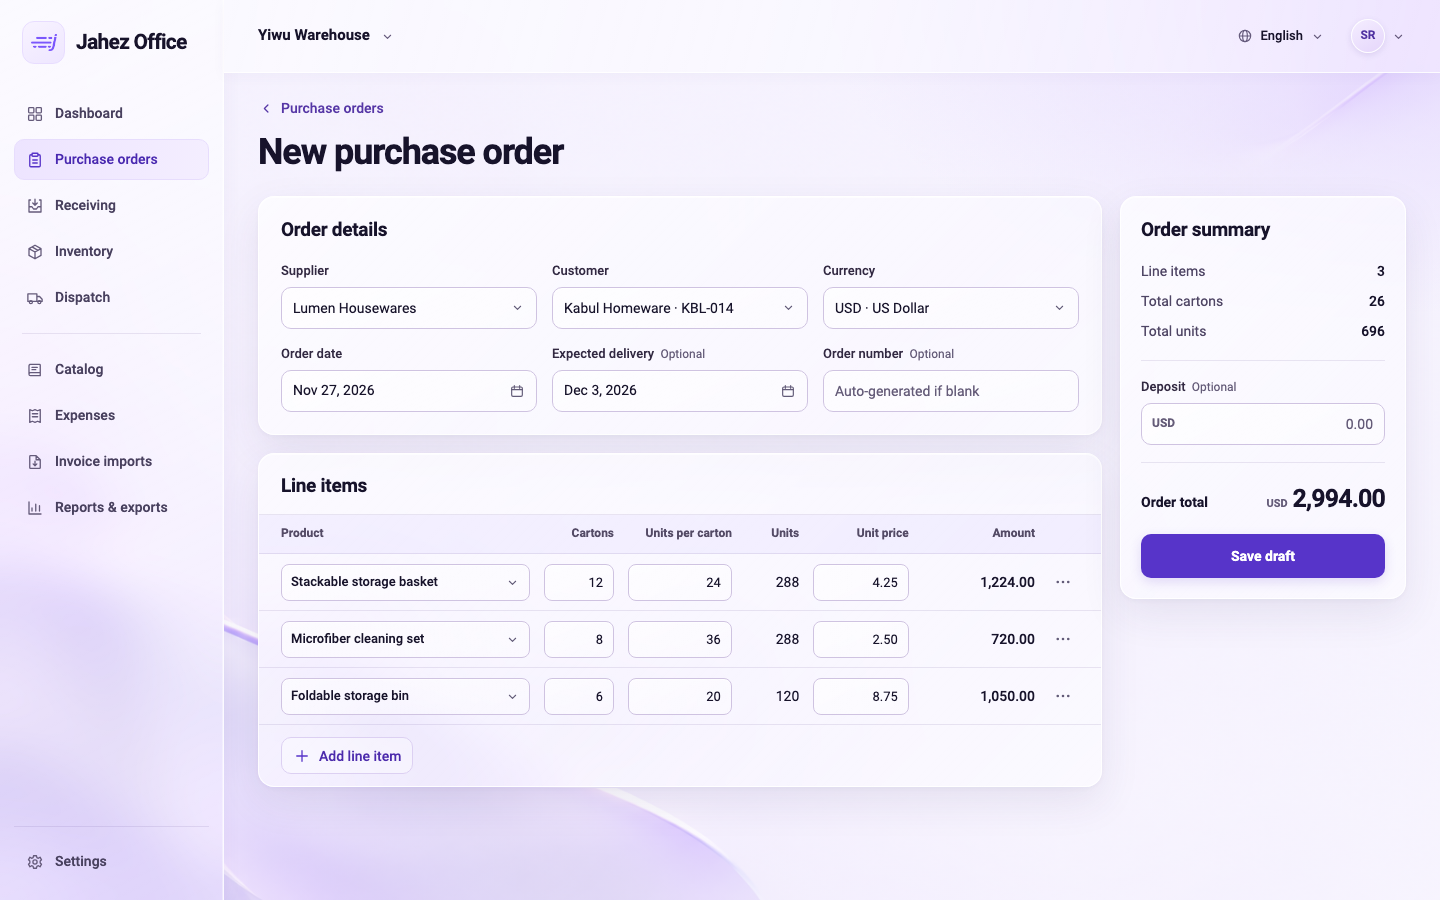 Jahez Office
Dashboard
Purchase orders
Receiving
Inventory
Dispatch
Catalog
Expenses
Invoice imports
Reports & exports
Settings
Yiwu Warehouse
English
SR
Purchase orders
New purchase order
Order details
Supplier
Customer
Currency
Lumen Housewares
Kabul Homeware · KBL-014
USD · US Dollar
Order date
Expected delivery Optional
Order number Optional
Nov 27, 2026
Dec 3, 2026
Auto-generated if blank
Line items
Product Cartons Units per carton Units Unit price Amount
Stackable storage basket 12 24 288 4.25 1,224.00
Microfiber cleaning set 8 36 288 2.50 720.00
Foldable storage bin 6 20 120 8.75 1,050.00
Add line item
Order summary
Line items 3
Total cartons 26
Total units 696
Deposit Optional
USD 0.00
Order total USD 2,994.00
Save draft